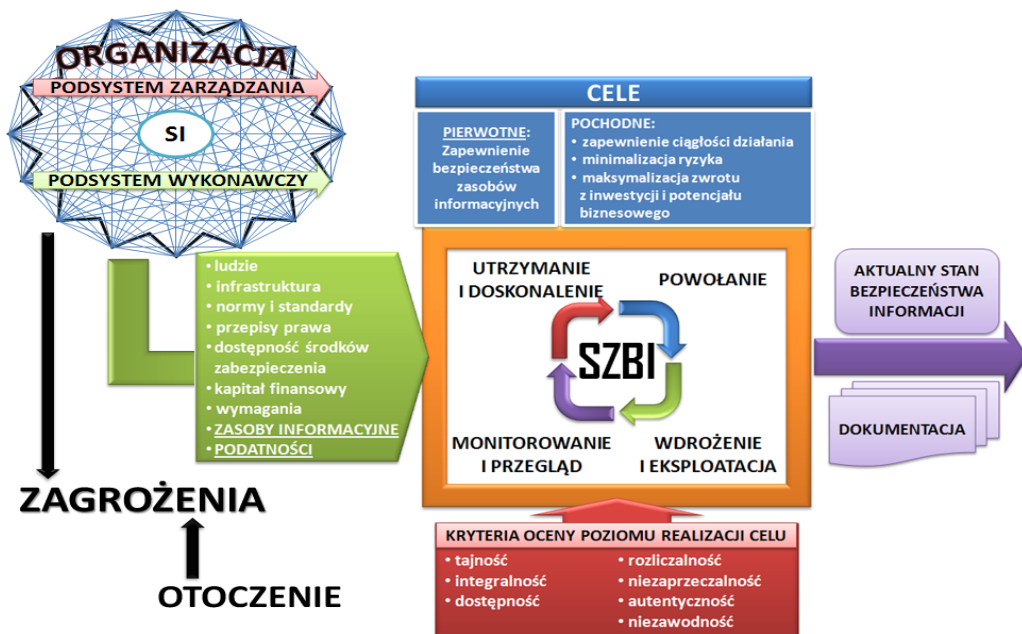 ORGANIZACJA
PODSYSTEM ZARZĄDZANIA
SI
PODSYSTEM WYKONAWCZY
CELE
PIERWOTNE:
Zapewnienie
bezpieczeństwa
zasobów
informacyjnych
POCHODNE:
• zapewnienie ciągłości działania
• minimalizacja ryzyka
• maksymalizacja zwrotu
z inwestycji i potencjału
biznesowego
• ludzie
• infrastruktura
• normy i standardy
• przepisy prawa
• dostępność środków
zabezpieczenia
• kapitał finansowy
• wymagania
• ZASOBY INFORMACYJNE
• PODATNOŚCI
UTRZYMANIE
I DOSKONALENIE
POWOŁANIE
SZBI
MONITOROWANIE
I PRZEGLĄD
WDROŻENIE
I EKSPLOATACJA
AKTUALNY STAN
BEZPIECZEŃSTWA
INFORMACJI
DOKUMENTACJA
ZAGROŻENIA
OTOCZENIE
KRYTERIA OCENY POZIOMU REALIZACJI CELU
• tajność
• integralność
• dostępność
• rozliczalność
• niezaprzeczalność
• autentyczność
• niezawodność